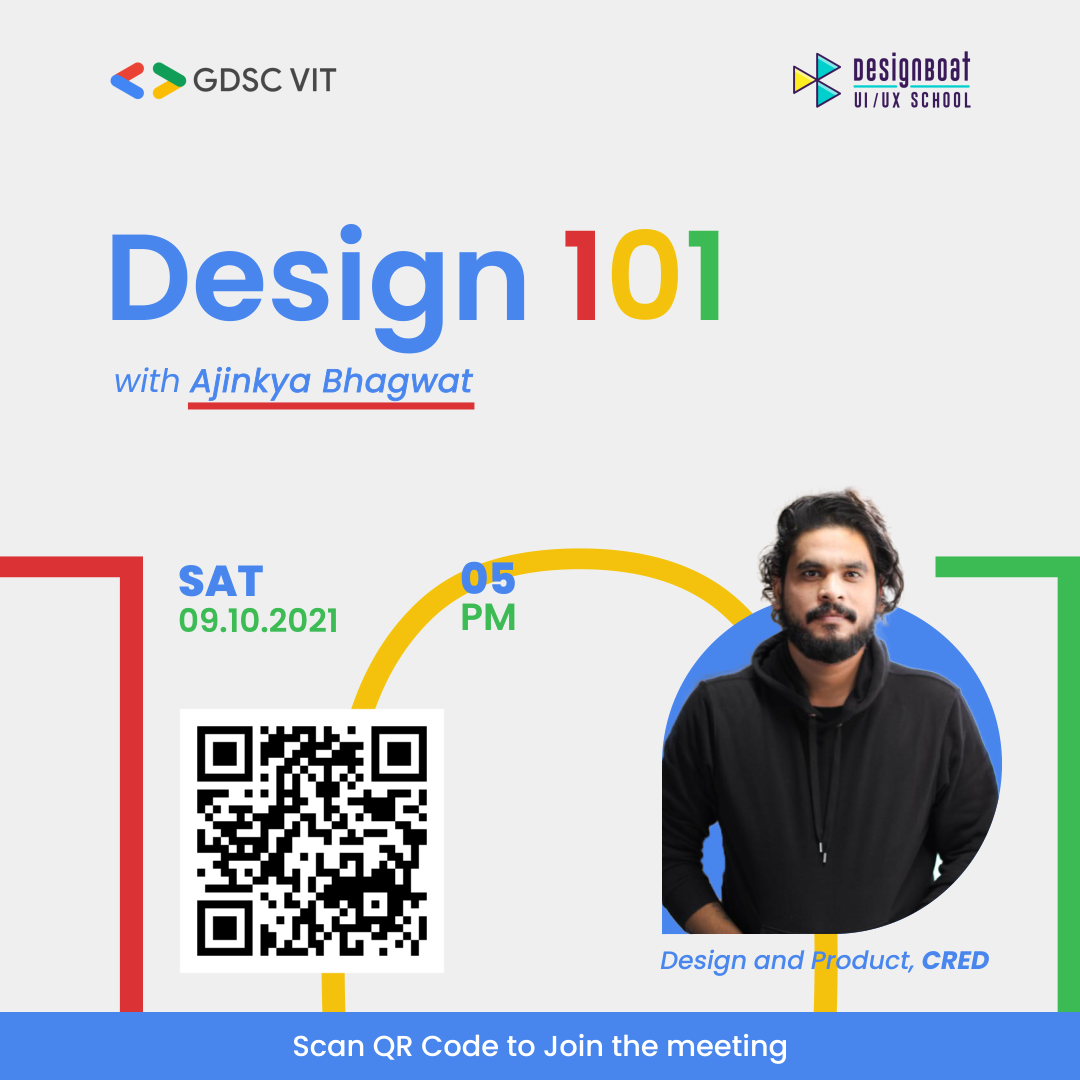 GDSC VIT
DesignBoat
UI/UX SCHOOL
Design 101
with Ajinkya Bhagwat
SAT
09.10.2021
05
PM
Design and Product, CRED
Scan QR Code to Join the meeting